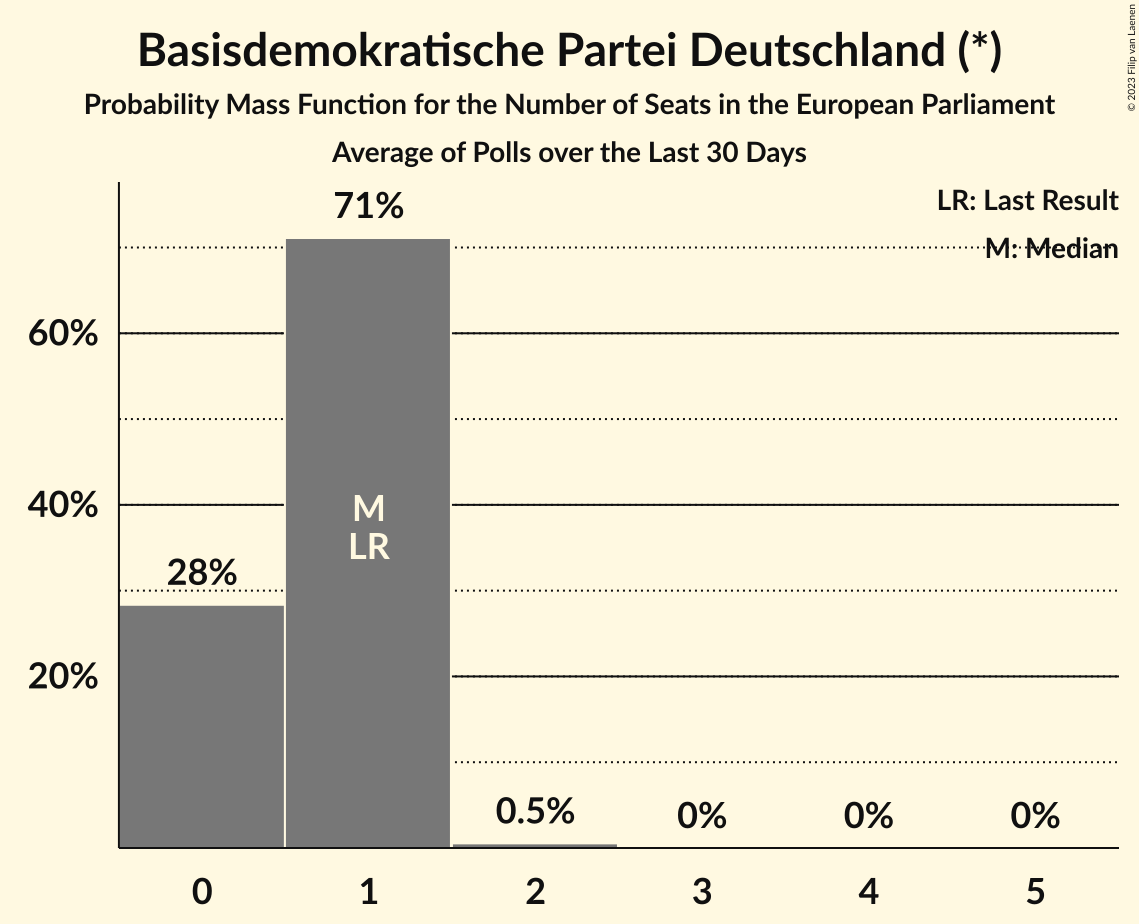 Basisdemokratische Partei Deutschland (*)
Probability Mass Function for the Number of Seats in the European Parliament
Average of Polls over the Last 30 Days
© 2023 Filip van Laenen
LR: Last Result
M: Median
71%
60%
40%
20%
28%
M
LR
0.5%
0%
0%
0%
0
1
2
3
4
5